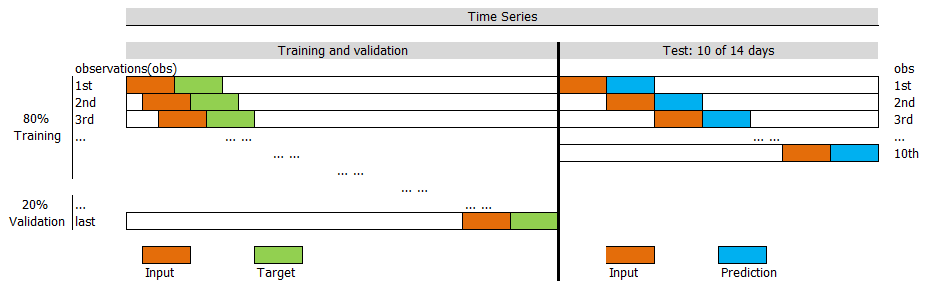 Time Series
Training and validation
Test: 10 of 14 days
observations(obs)
obs
1st
1st
2nd
2nd
80%
Training
3rd
3rd
...
... ...
... ...
...
... ...
10th
... ...
... ...
20%
Validation
...
... ...
last
Input
Target
Input
Prediction